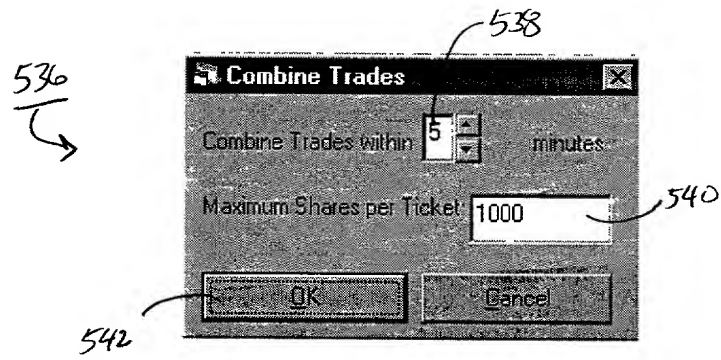 538
536
Combine Trades
Combine Trades within 5 minutes
Maximum Shares per Ticket: 1000
540
OK Cancel
542